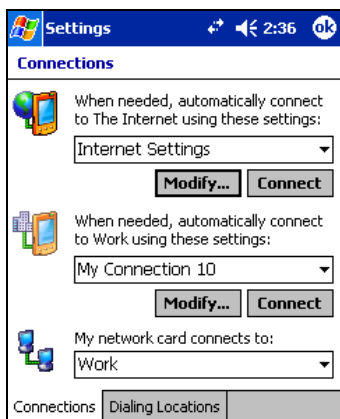 Settings 2:36 ok
Connections
When needed, automatically connect
to The Internet using these settings:
Internet Settings
Modify... Connect
When needed, automatically connect
to Work using these settings:
My Connection 10
Modify... Connect
My network card connects to:
Work
Connections Dialing Locations